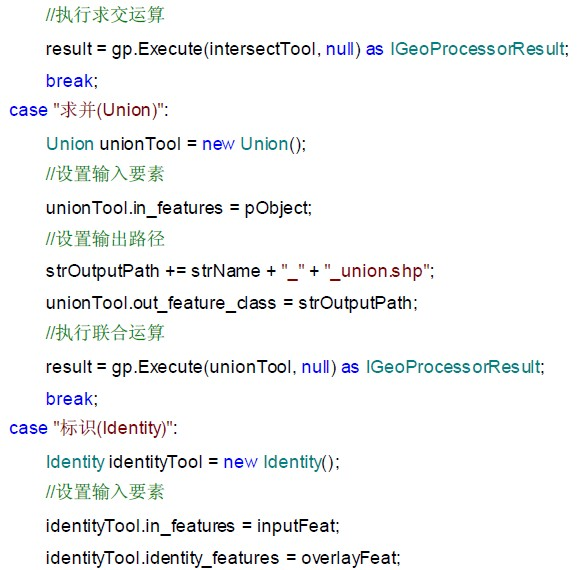 //执行求交运算
result = gp.Execute(intersectTool, null) as IGeoProcessorResult;
break;
case "求并(Union)":
Union unionTool = new Union();
//设置输入要素
unionTool.in_features = pObject;
//设置输出路径
strOutputPath += strName + "_" + "_union.shp";
unionTool.out_feature_class = strOutputPath;
//执行联合运算
result = gp.Execute(unionTool, null) as IGeoProcessorResult;
break;
case "标识(Identity)":
Identity identityTool = new Identity();
//设置输入要素
identityTool.in_features = inputFeat;
identityTool.identity_features = overlayFeat;